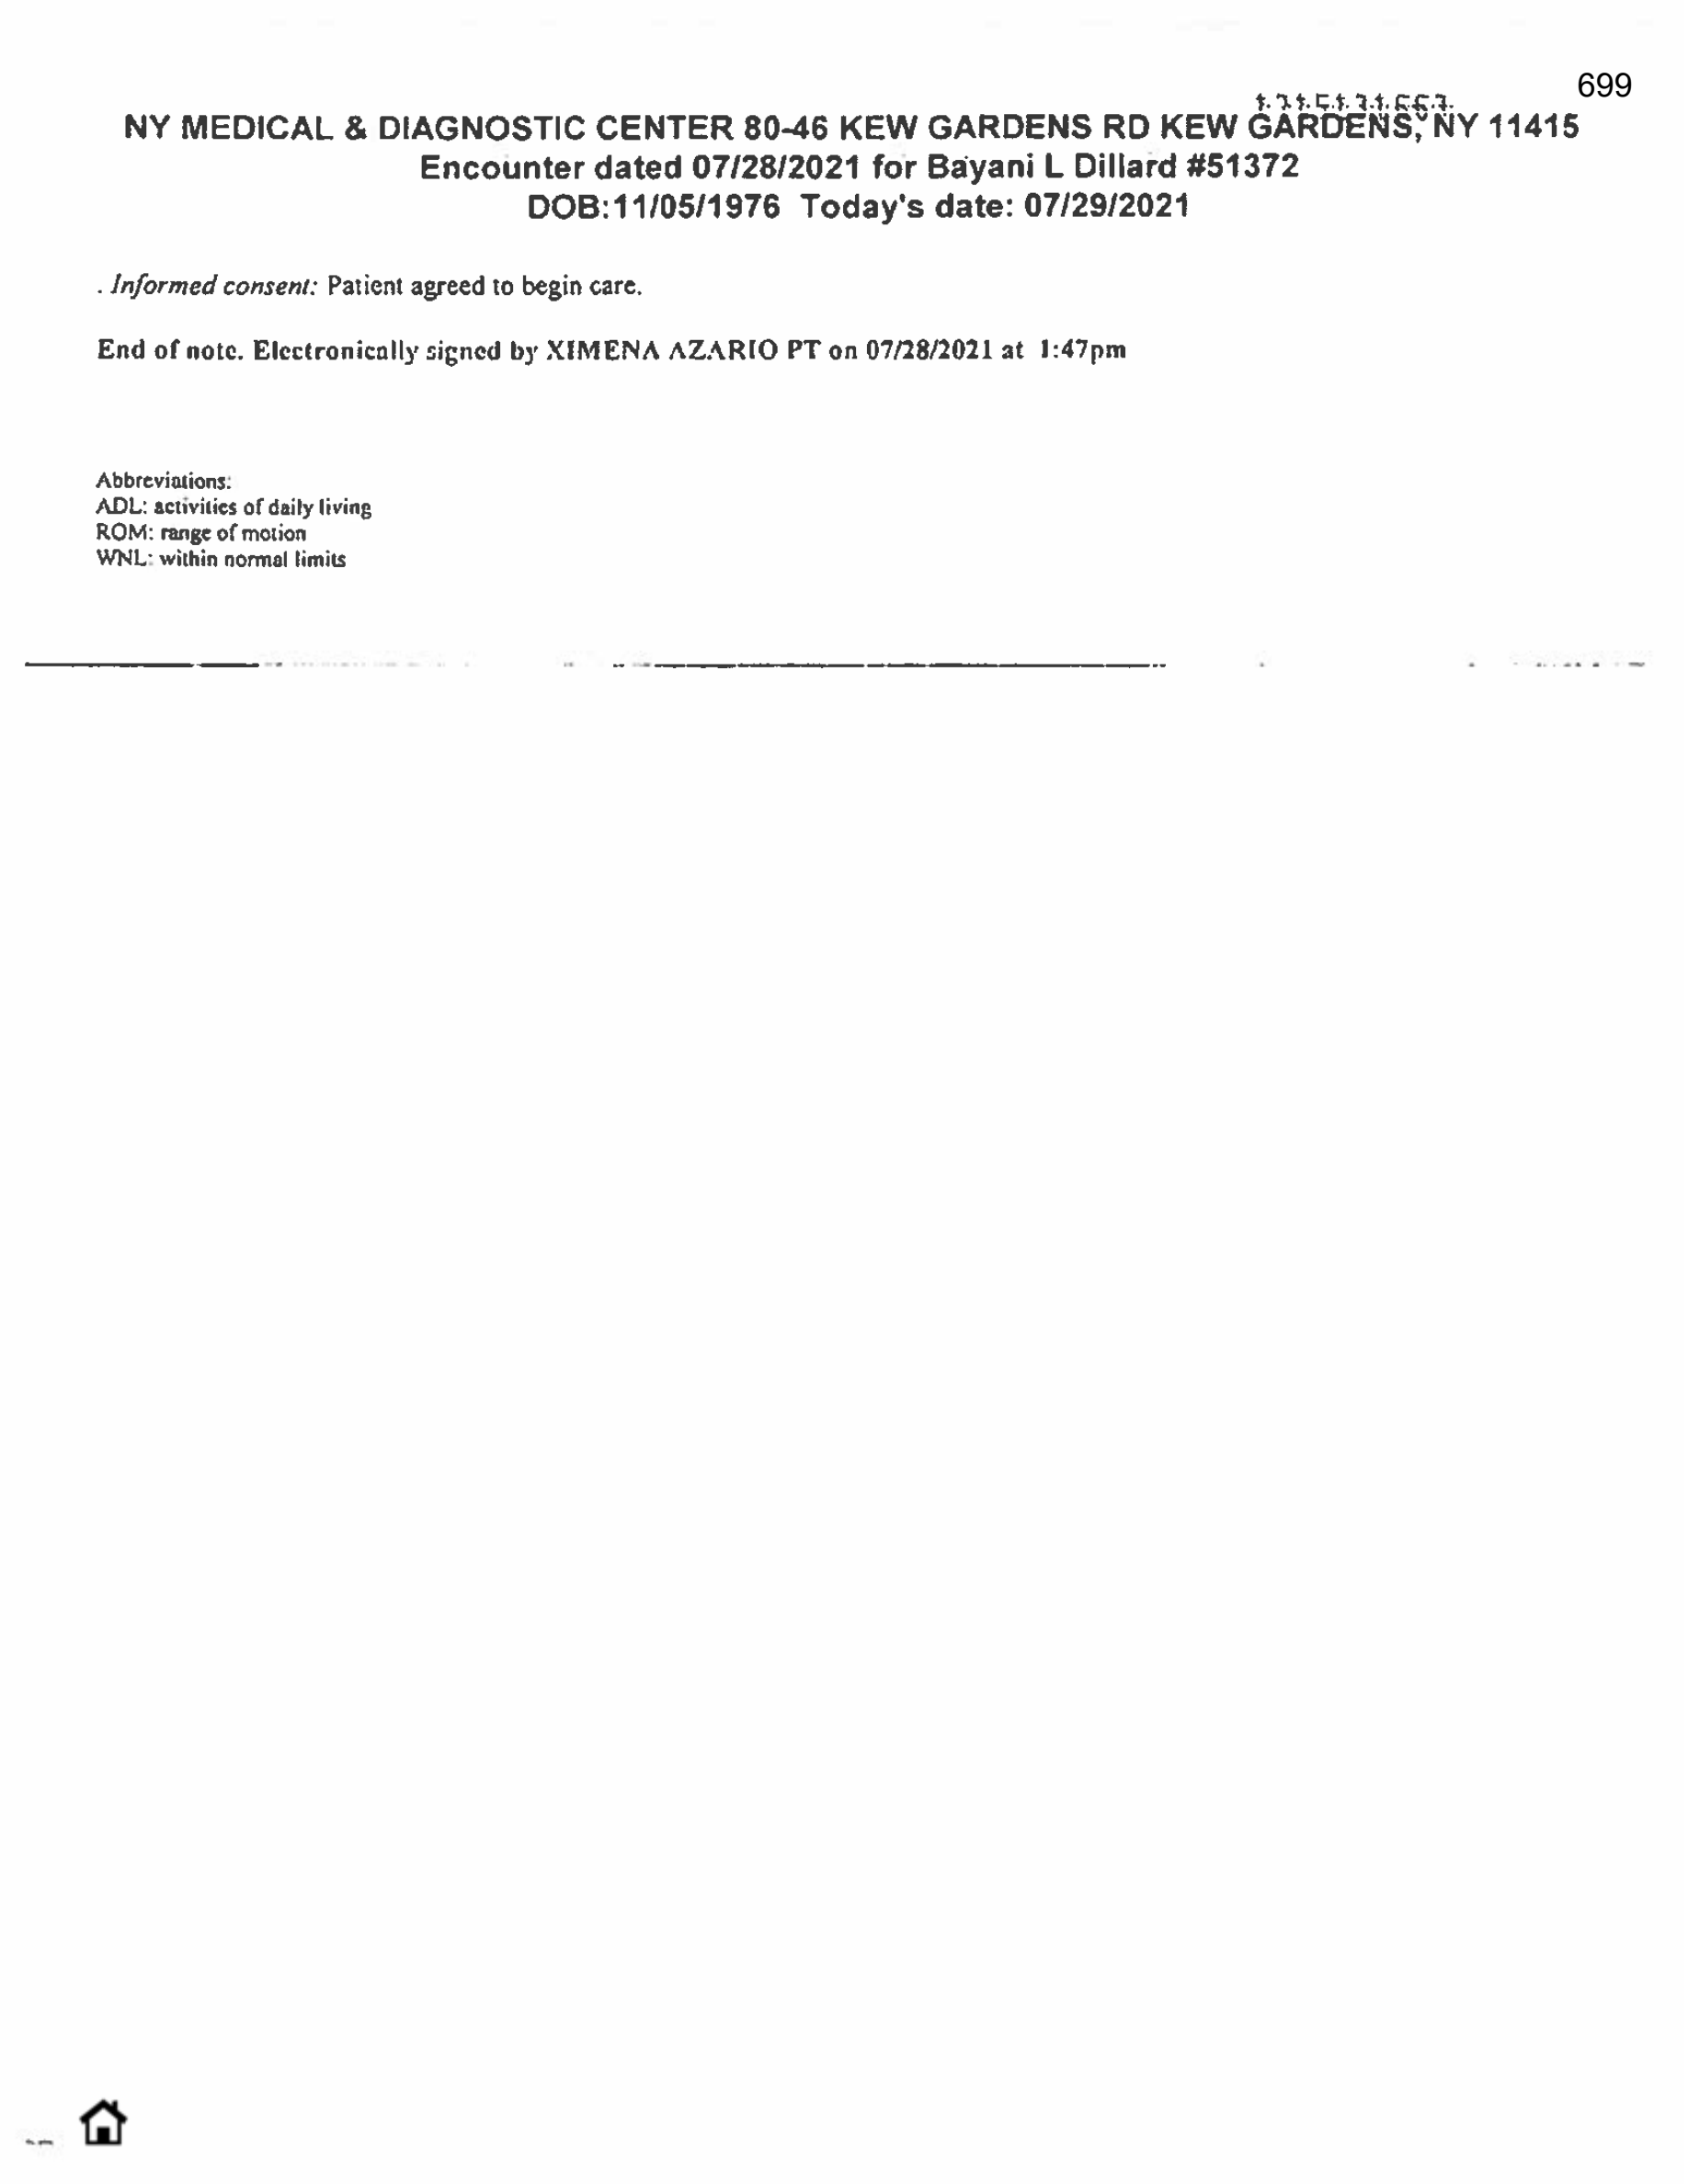 699
NY MEDICAL & DIAGNOSTIC CENTER 80-46 KEW GARDENS RD KEW GARDENS, NY 11415
Encounter dated 07/28/2021 for Bayani L Dillard #51372
DOB:11/05/1976 Today's date: 07/29/2021
. Informed consent: Patient agreed to begin care.
End of note. Electronically signed by XIMENA AZARIO PT on 07/28/2021 at 1:47pm
Abbreviations:
ADL: activities of daily living
ROM: range of motion
WNL: within normal limits